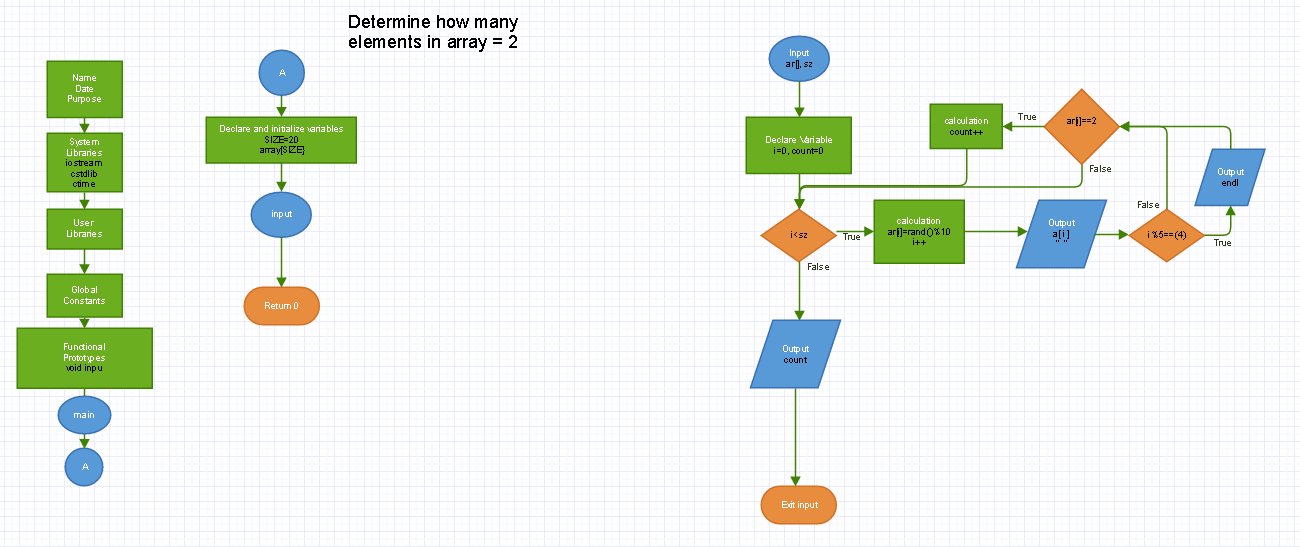 Determine how many
elements in array = 2
Name
Date
Purpose
System
Libraries
iostream
cstdlib
ctime
User
Libraries
Global
Constants
Functional
Prototypes
void inpu
main
A
A
Declare and initialize variables
SIZE=20
array[SIZE}
input
Return 0
Input
ar[], sz
Declare Variable
i=0, count=0
i<sz
True
False
calculation
ar[i]=rand()%10
i++
Output
a[i]
" "
i%5==(4)
False
True
Output
endl
ar[i]==2
True
False
calculation
count++
Output
count
Exit input